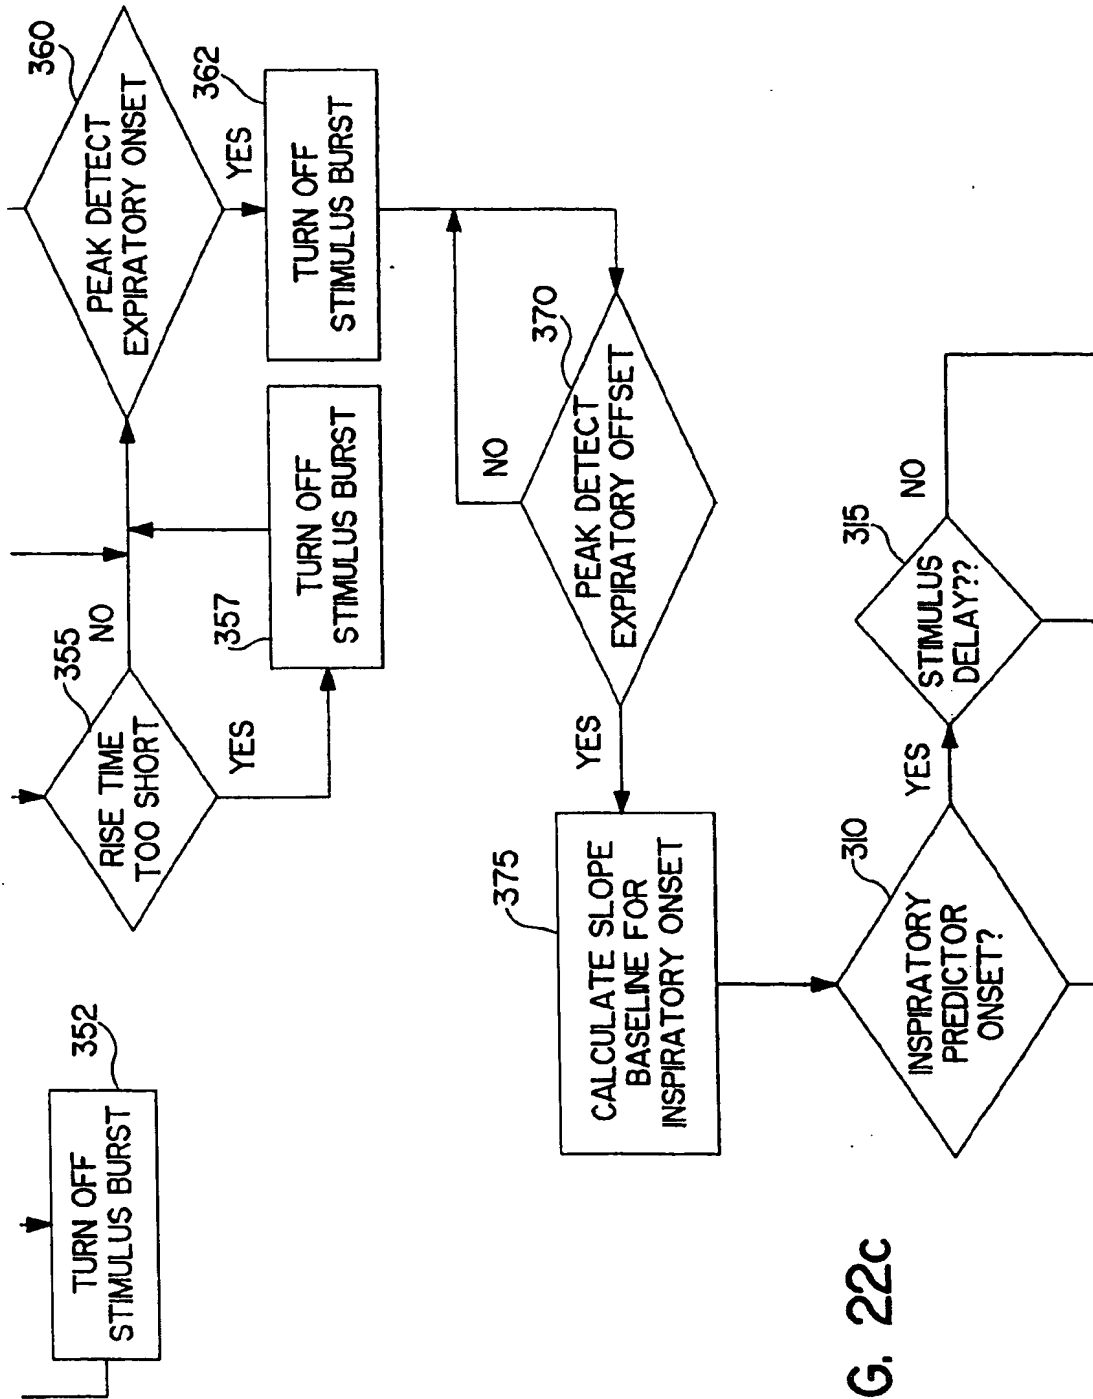 352
TURN OFF
STIMULUS BURST
355
RISE TIME
TOO SHORT
NO
YES
357
TURN OFF
STIMULUS BURST
360
PEAK DETECT
EXPIRATORY ONSET
YES
362
TURN OFF
STIMULUS BURST
370
PEAK DETECT
EXPIRATORY OFFSET
NO
YES
375
CALCULATE SLOPE
BASELINE FOR
INSPIRATORY ONSET
310
INSPIRATORY
PREDICTOR
ONSET?
YES
315
STIMULUS
DELAY??
NO
G. 22c